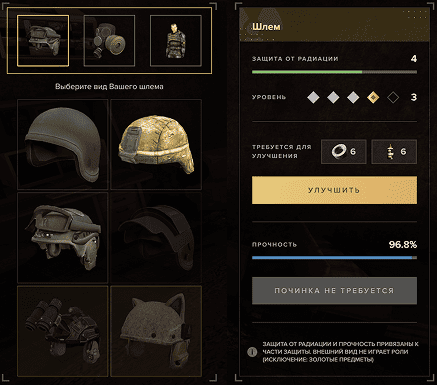 Выберите вид Вашего шлема
Шлем
ЗАЩИТА ОТ РАДИАЦИИ 4
УРОВЕНЬ 3
ТРЕБУЕТСЯ ДЛЯ
УЛУЧШЕНИЯ
6 6
УЛУЧШИТЬ
ПРОЧНОСТЬ 96.8%
ПОЧИНКА НЕ ТРЕБУЕТСЯ
ЗАЩИТА ОТ РАДИАЦИИ И ПРОЧНОСТЬ ПРИВЯЗАНЫ К
ЧАСТИ ЗАЩИТЫ. ВНЕШНИЙ ВИД НЕ ИГРАЕТ РОЛИ
(ИСКЛЮЧЕНИЕ: ЗОЛОТЫЕ ПРЕДМЕТЫ)